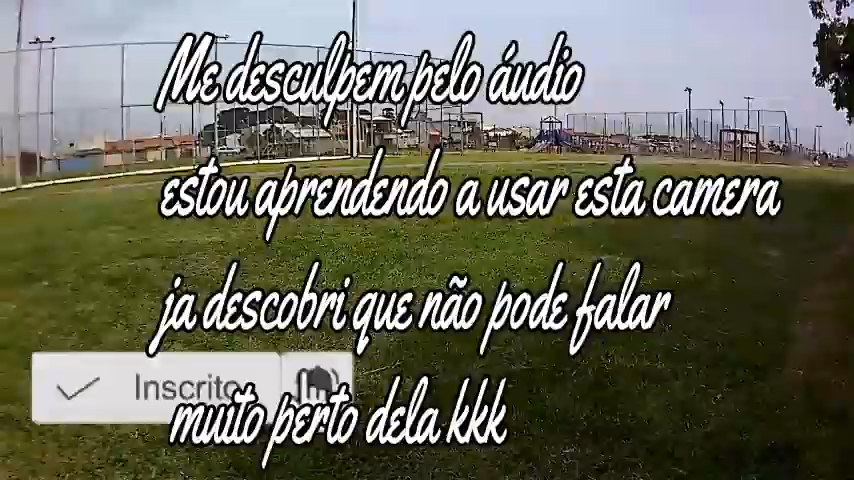 Me desculpem pelo áudio
estou aprendendo a usar esta camera
ja descobri que não pode falar
Inscrito
muito perto dela kkk